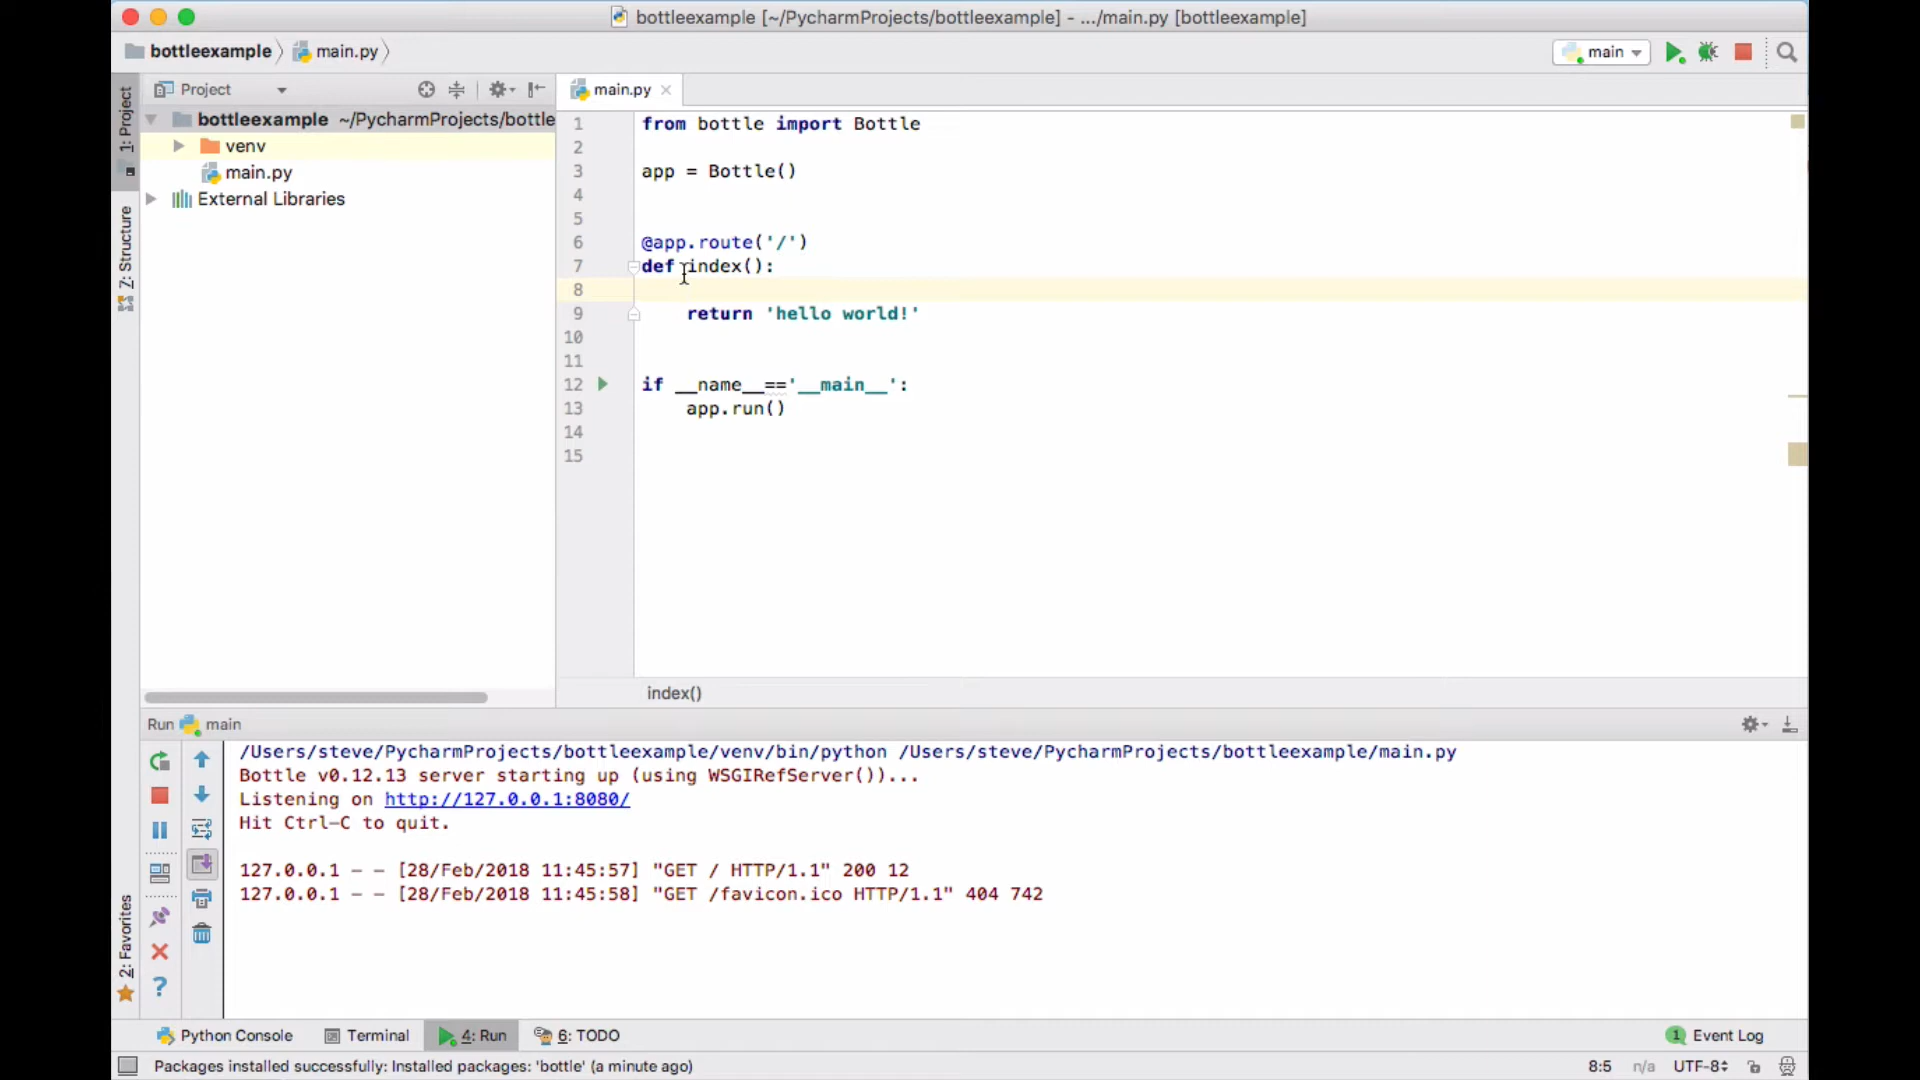 bottleexample [~/PycharmProjects/bottleexample] - .../main.py [bottleexample]
bottleexample main.py
main
1: Project
Project
main.py
bottleexample ~/PycharmProjects/bottle
venv
main.py
External Libraries
Z: Structure
1 from bottle import Bottle
2
3 app = Bottle()
4
5
6 @app.route('/')
7 def index():
8
9 return 'hello world!'
10
11
12 if __name__=='__main__':
13 app.run()
14
15
index()
Run main
/Users/steve/PycharmProjects/bottleexample/venv/bin/python /Users/steve/PycharmProjects/bottleexample/main.py
Bottle v0.12.13 server starting up (using WSGIRefServer())...
Listening on http://127.0.0.1:8080/
Hit Ctrl-C to quit.
127.0.0.1 - - [28/Feb/2018 11:45:57] "GET / HTTP/1.1" 200 12
127.0.0.1 - - [28/Feb/2018 11:45:58] "GET /favicon.ico HTTP/1.1" 404 742
2: Favorites
Python Console Terminal 4: Run 6: TODO 1 Event Log
Packages installed successfully: Installed packages: 'bottle' (a minute ago) 8:5 n/a UTF-8